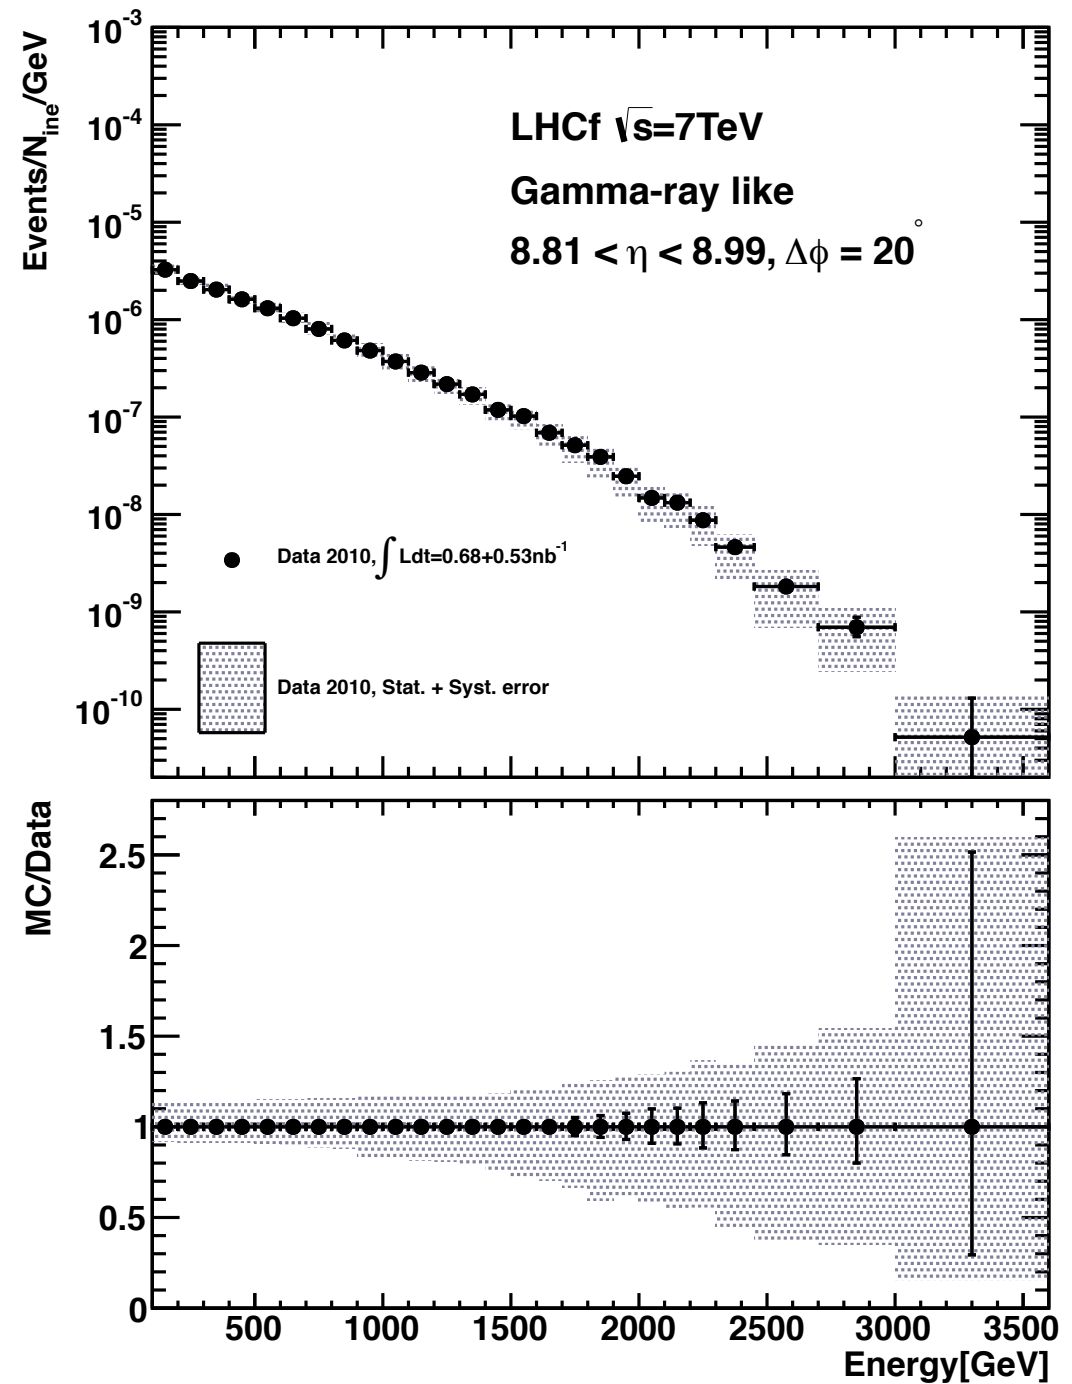 10⁻³
Events/N_ine/GeV
10⁻⁴
LHCf √s=7TeV
Gamma-ray like
10⁻⁵
8.81 < η < 8.99, Δϕ = 20°
10⁻⁶
10⁻⁷
10⁻⁸
Data 2010,∫ Ldt=0.68+0.53nb⁻¹
10⁻⁹
Data 2010, Stat. + Syst. error
10⁻¹⁰
MC/Data
2.5
2
1.5
1
0.5
0
500 1000 1500 2000 2500 3000 3500
Energy[GeV]